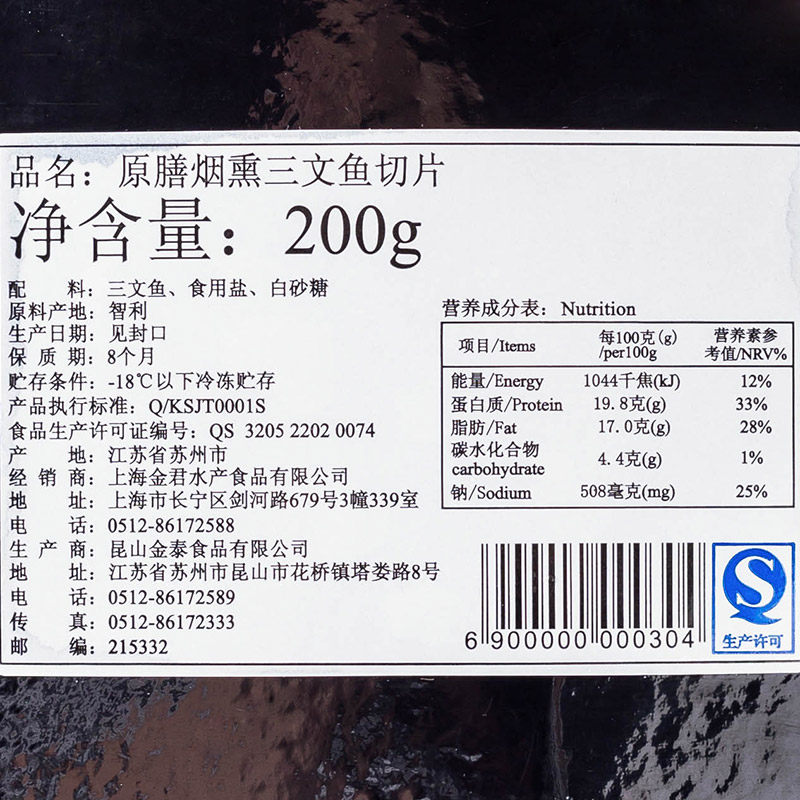 品名：原膳烟熏三文鱼切片
净含量：200g
配料：三文鱼、食用盐、白砂糖
原料产地：智利
生产日期：见封口
保质期：8个月
贮存条件：-18℃以下冷冻贮存
产品执行标准：Q/KSJT0001S
食品生产许可证编号：QS 3205 2202 0074
产地：江苏省苏州市
经销商：上海金君水产食品有限公司
地址：上海市长宁区剑河路679号3幢339室
电话：0512-86172588
生产商：昆山金泰食品有限公司
地址：江苏省苏州市昆山市花桥镇塔娄路8号
电话：0512-86172589
传真：0512-86172333
邮编：215332
营养成分表：Nutrition
项目/Items 每100克(g)/per100g 营养素参考值/NRV%
能量/Energy 1044千焦(kJ) 12%
蛋白质/Protein 19.8克(g) 33%
脂肪/Fat 17.0克(g) 28%
碳水化合物
carbohydrate 4.4克(g) 1%
钠/Sodium 508毫克(mg) 25%
6 900000 000304
生产许可